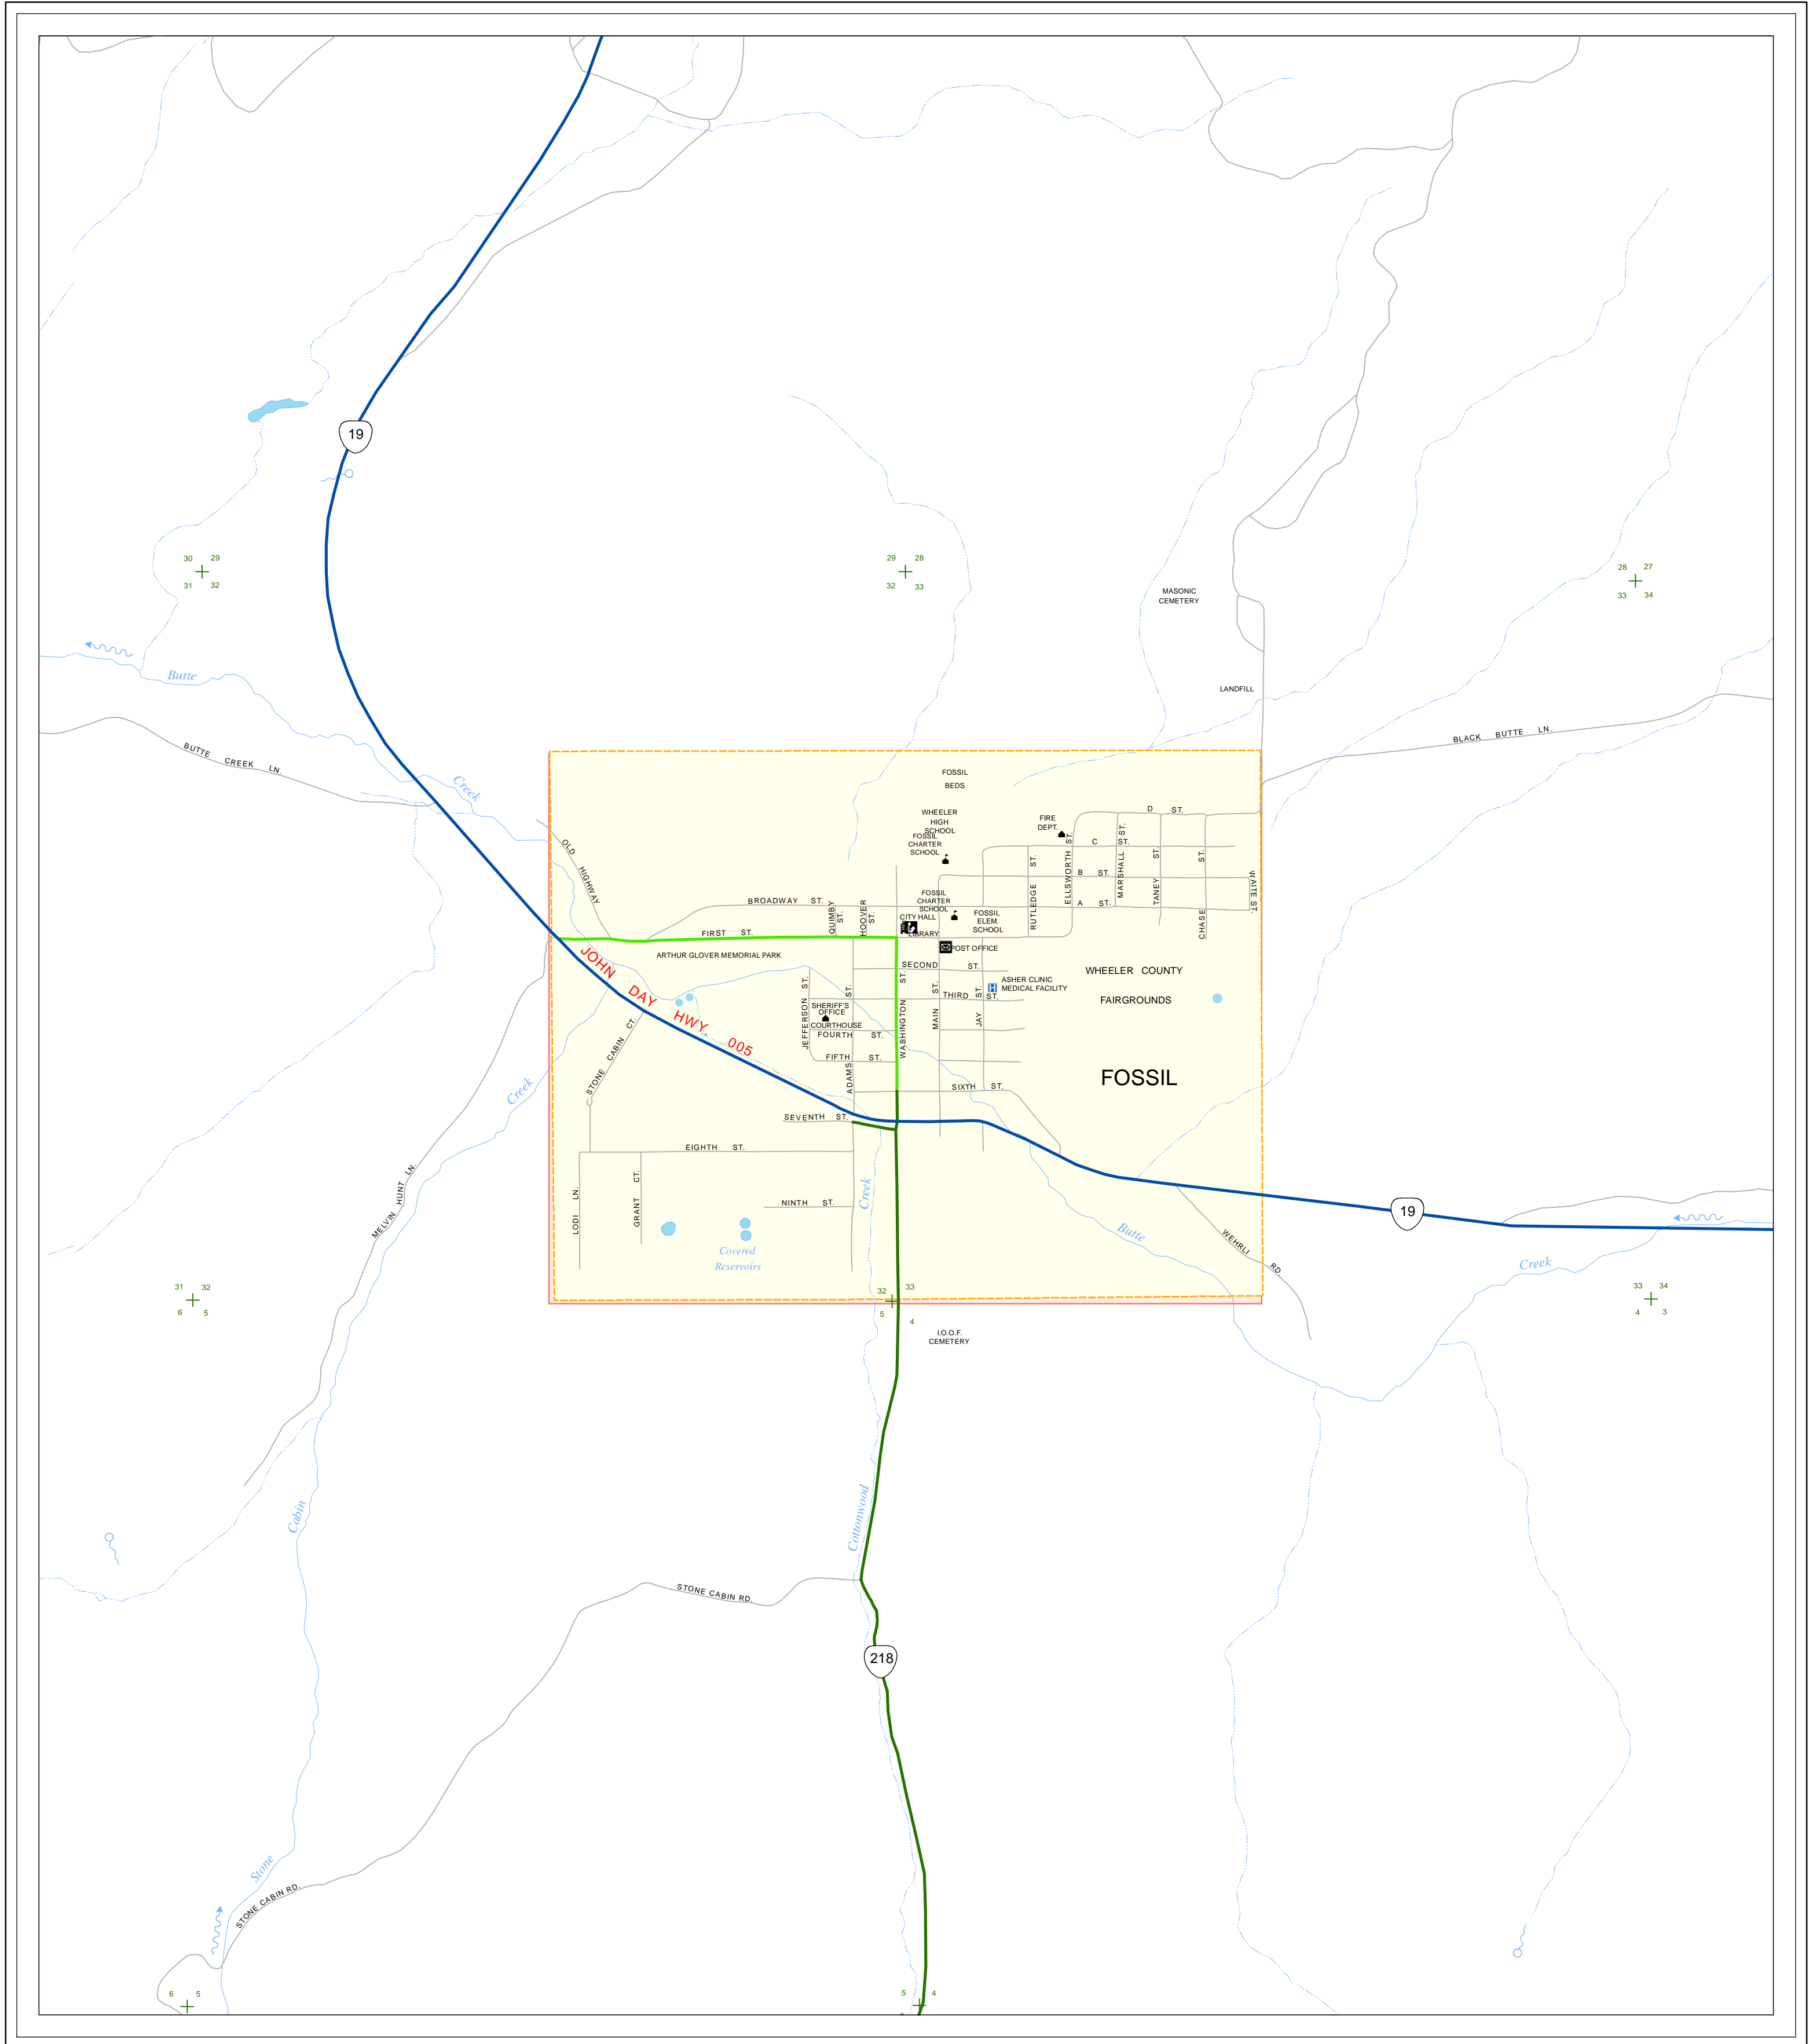 19
30 29
31 32
29 28
32 33
28 27
33 34
MASONIC
CEMETERY
LANDFILL
Butte
BUTTE CREEK LN.
Creek
BLACK BUTTE LN.
FOSSIL
BEDS
WHEELER
HIGH
SCHOOL
FOSSIL
CHARTER
SCHOOL
FIRE
DEPT.
D ST.
C ST.
B ST.
A ST.
OLD HIGHWAY
BROADWAY ST.
QUIMBY ST.
HOOVER ST.
FOSSIL
CHARTER
SCHOOL
CITY HALL
LIBRARY
FOSSIL
ELEM.
SCHOOL
RUTLEDGE ST.
ELLSWORTH ST.
MARSHALL ST.
TANEY ST.
CHASE ST.
WAITE ST.
FIRST ST.
POST OFFICE
ARTHUR GLOVER MEMORIAL PARK
SECOND ST.
JOHN DAY HWY. 005
ASHER CLINIC
MEDICAL FACILITY
H
THIRD ST.
WHEELER COUNTY
FAIRGROUNDS
JEFFERSON ST.
ADAMS ST.
WASHINGTON ST.
MAIN ST.
JAY ST.
SHERIFF'S
OFFICE
COURTHOUSE
FOURTH ST.
FIFTH ST.
STONE CABIN CT.
FOSSIL
SIXTH ST.
SEVENTH ST.
Creek
EIGHTH ST.
MELVIN HUNT LN.
LODI LN.
GRANT CT.
NINTH ST.
Creek
Covered
Reservoirs
Butte
WEHRLI RD.
19
Creek
31 32
6 5
32 33
5 4
33 34
4 3
I.O.O.F.
CEMETERY
Cabin
Cottonwood
STONE CABIN RD.
218
Stone
STONE CABIN RD.
6 5
5 4